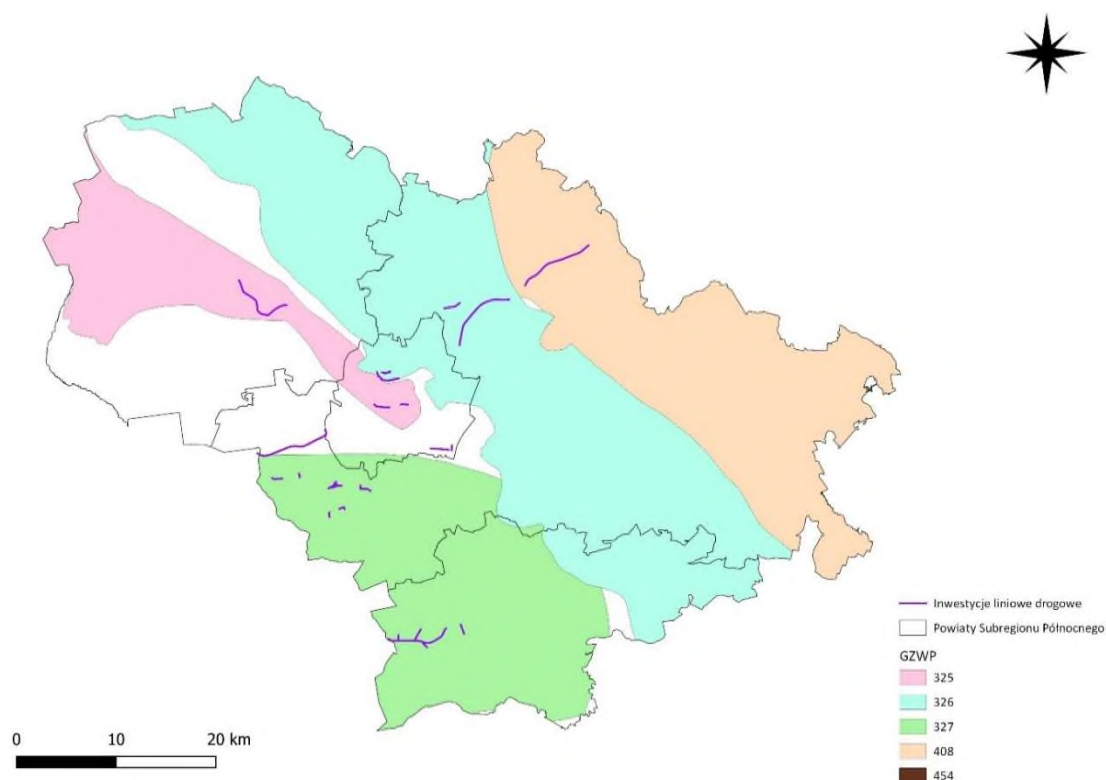 Inwestycje liniowe drogowe
Powiaty Subregionu Północnego
GZWP
325
326
327
408
454
0 10 20 km